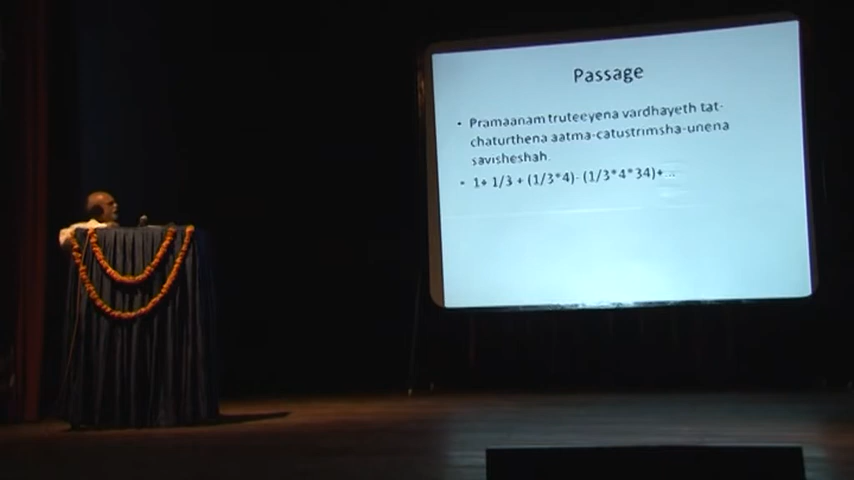 Passage
• Pramaanam truteeyena vardhayeth tat-
chaturthena aatma-catustrimsha-unena
savisheshah.
• 1+ 1/3 + (1/3*4)- (1/3*4*34)+...